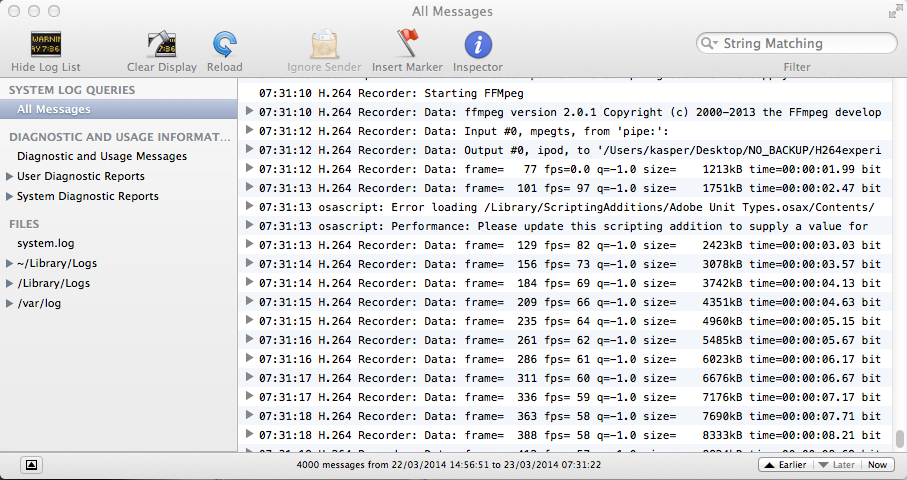 All Messages
WARNIN
AY 7:36
7:36
Hide Log List
Clear Display
Reload
Ignore Sender
Insert Marker
Inspector
String Matching
Filter
SYSTEM LOG QUERIES
All Messages
DIAGNOSTIC AND USAGE INFORMAT...
Diagnostic and Usage Messages
User Diagnostic Reports
System Diagnostic Reports
FILES
system.log
~/Library/Logs
/Library/Logs
/var/log
07:31:10 H.264 Recorder: Starting FFMpeg
07:31:10 H.264 Recorder: Data: ffmpeg version 2.0.1 Copyright (c) 2000-2013 the FFmpeg develop
07:31:12 H.264 Recorder: Data: Input #0, mpegts, from 'pipe:':
07:31:12 H.264 Recorder: Data: Output #0, ipod, to '/Users/kasper/Desktop/NO_BACKUP/H264experi
07:31:12 H.264 Recorder: Data: frame=   77 fps=0.0 q=-1.0 size=    1213kB time=00:00:01.99 bit
07:31:13 H.264 Recorder: Data: frame=  101 fps= 97 q=-1.0 size=    1751kB time=00:00:02.47 bit
07:31:13 osascript: Error loading /Library/ScriptingAdditions/Adobe Unit Types.osax/Contents/
07:31:13 osascript: Performance: Please update this scripting addition to supply a value for
07:31:13 H.264 Recorder: Data: frame=  129 fps= 82 q=-1.0 size=    2423kB time=00:00:03.03 bit
07:31:14 H.264 Recorder: Data: frame=  156 fps= 73 q=-1.0 size=    3078kB time=00:00:03.57 bit
07:31:14 H.264 Recorder: Data: frame=  184 fps= 69 q=-1.0 size=    3742kB time=00:00:04.13 bit
07:31:15 H.264 Recorder: Data: frame=  209 fps= 66 q=-1.0 size=    4351kB time=00:00:04.63 bit
07:31:15 H.264 Recorder: Data: frame=  235 fps= 64 q=-1.0 size=    4960kB time=00:00:05.15 bit
07:31:16 H.264 Recorder: Data: frame=  261 fps= 62 q=-1.0 size=    5485kB time=00:00:05.67 bit
07:31:16 H.264 Recorder: Data: frame=  286 fps= 61 q=-1.0 size=    6023kB time=00:00:06.17 bit
07:31:17 H.264 Recorder: Data: frame=  311 fps= 60 q=-1.0 size=    6676kB time=00:00:06.67 bit
07:31:17 H.264 Recorder: Data: frame=  336 fps= 59 q=-1.0 size=    7176kB time=00:00:07.17 bit
07:31:18 H.264 Recorder: Data: frame=  363 fps= 58 q=-1.0 size=    7690kB time=00:00:07.71 bit
07:31:18 H.264 Recorder: Data: frame=  388 fps= 58 q=-1.0 size=    8333kB time=00:00:08.21 bit
4000 messages from 22/03/2014 14:56:51 to 23/03/2014 07:31:22
Earlier
Later
Now